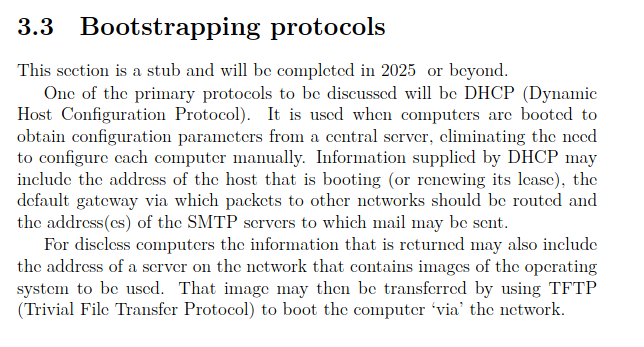 3.3 Bootstrapping protocols
This section is a stub and will be completed in 2025 or beyond.
One of the primary protocols to be discussed will be DHCP (Dynamic
Host Configuration Protocol). It is used when computers are booted to
obtain configuration parameters from a central server, eliminating the need
to configure each computer manually. Information supplied by DHCP may
include the address of the host that is booting (or renewing its lease), the
default gateway via which packets to other networks should be routed and
the address(es) of the SMTP servers to which mail may be sent.
For discless computers the information that is returned may also include
the address of a server on the network that contains images of the operating
system to be used. That image may then be transferred by using TFTP
(Trivial File Transfer Protocol) to boot the computer ‘via’ the network.